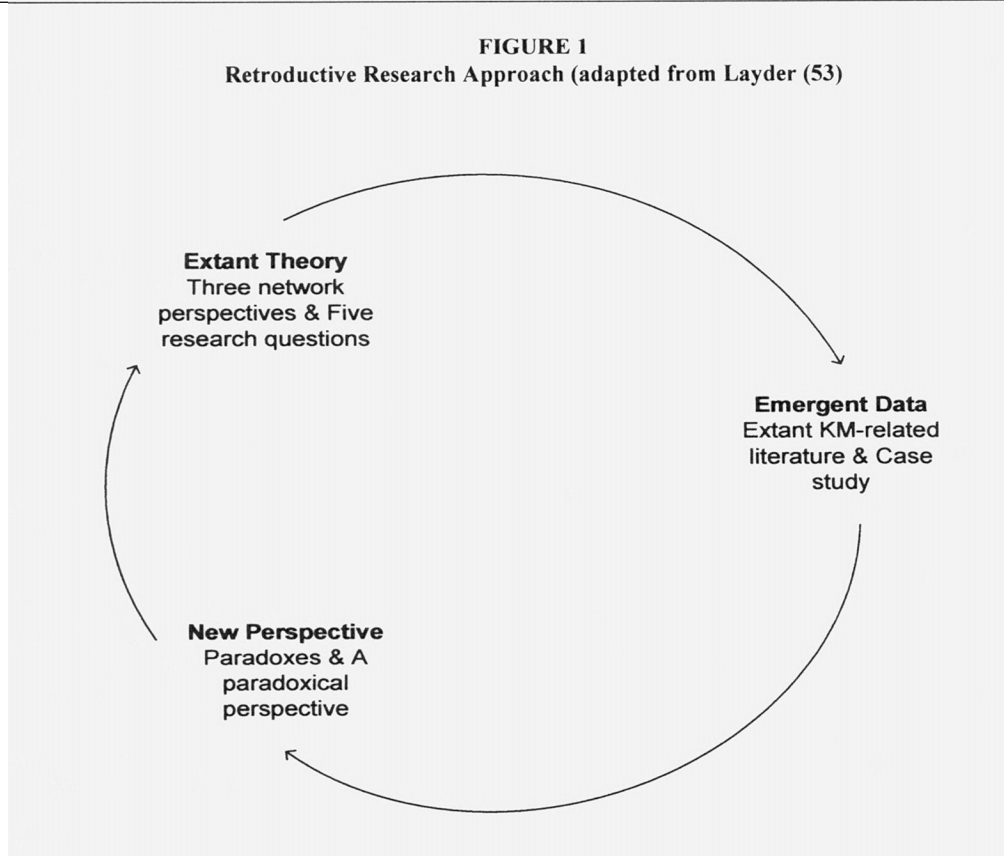 FIGURE 1
Retroductive Research Approach (adapted from Layder (53)
Extant Theory
Three network
perspectives & Five
research questions
Emergent Data
Extant KM-related
literature & Case
study
New Perspective
Paradoxes & A
paradoxical
perspective